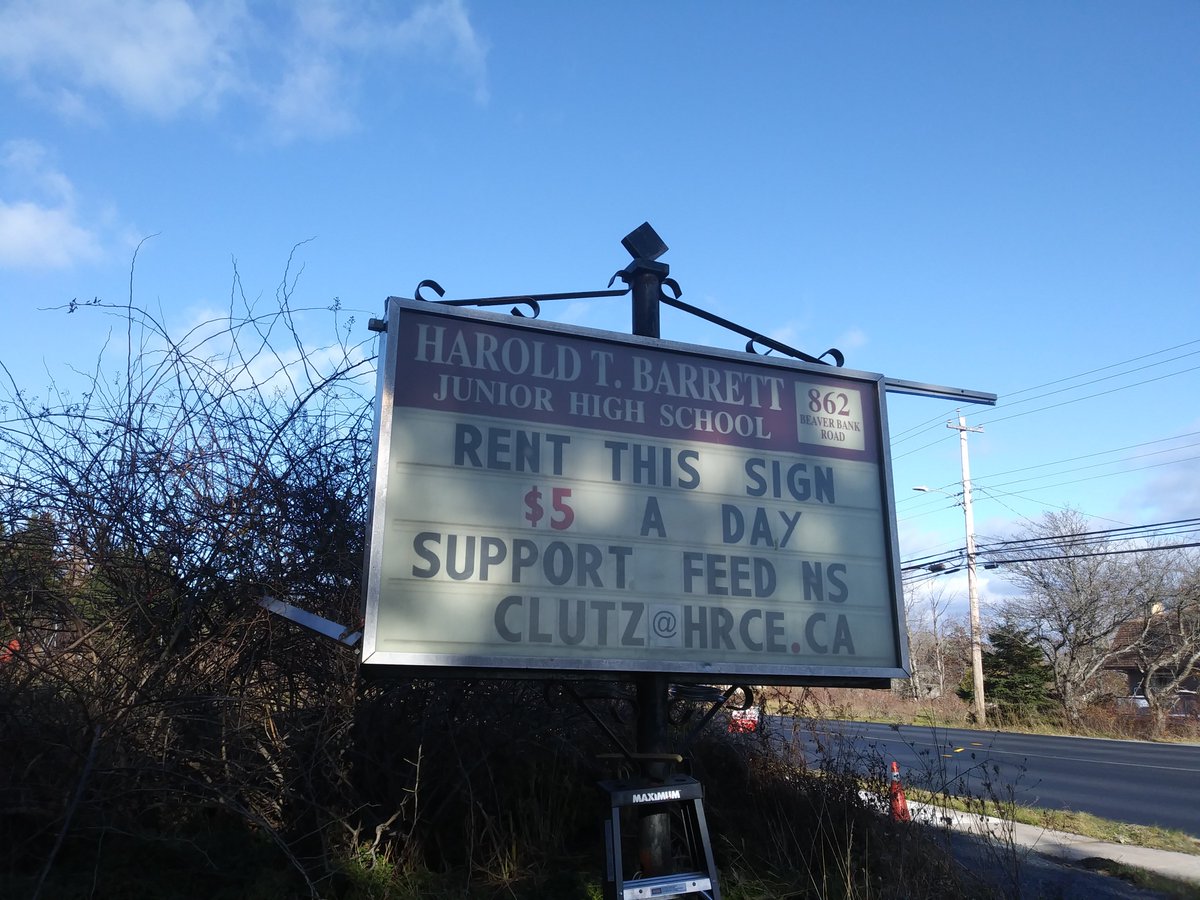 HAROLD T. BARRETT
JUNIOR HIGH SCHOOL
862
BEAVER BANK
ROAD
RENT THIS SIGN
$5 A DAY
SUPPORT FEED NS
CLUTZ@HRCE.CA
MAXIMUM